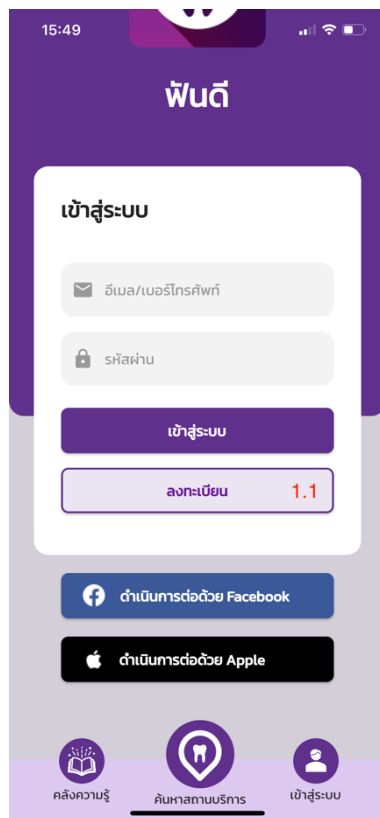 15:49
ฟันดี
เข้าสู่ระบบ
อีเมล/เบอร์โทรศัพท์
รหัสผ่าน
เข้าสู่ระบบ
ลงทะเบียน 1.1
ดำเนินการต่อด้วย Facebook
ดำเนินการต่อด้วย Apple
คลังความรู้ ค้นหาสถานบริการ เข้าสู่ระบบ